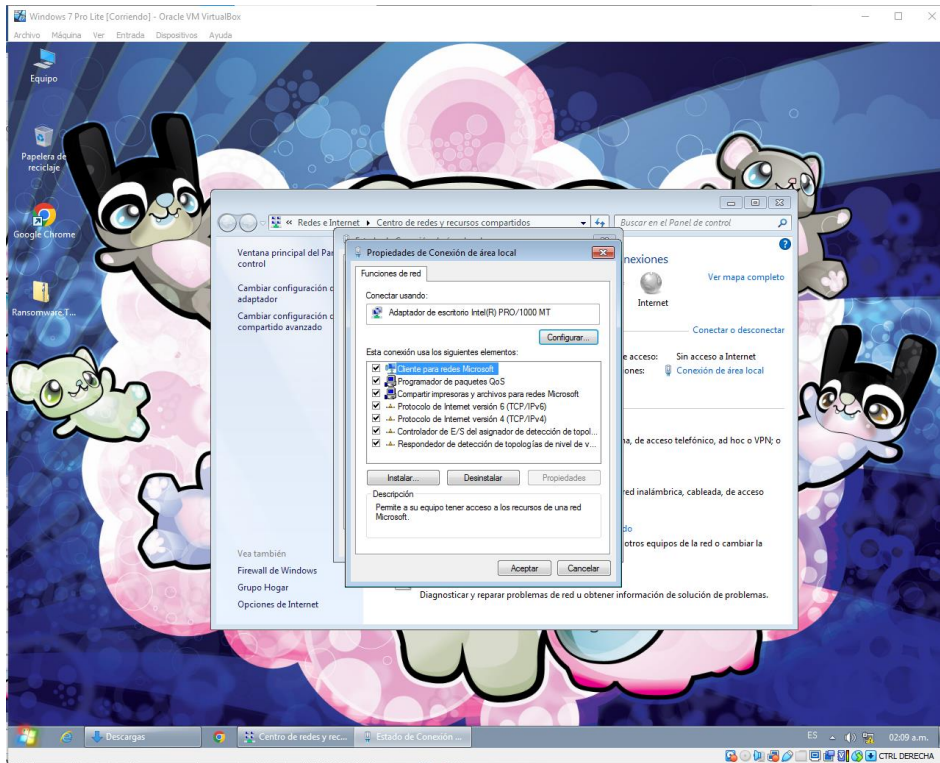 Windows 7 Pro Lite [Corriendo] - Oracle VM VirtualBox
Archivo Máquina Ver Entrada Dispositivos Ayuda
Equipo
Papelera de
reciclaje
Google Chrome
Ransomware.T...
« Redes e Internet ▸ Centro de redes y recursos compartidos
Buscar en el Panel de control
Ventana principal del Pa
control
Cambiar configuración d
adaptador
Cambiar configuración d
compartido avanzado
Vea también
Firewall de Windows
Grupo Hogar
Opciones de Internet
Propiedades de Conexión de área local
Funciones de red
Conectar usando:
Adaptador de escritorio Intel(R) PRO/1000 MT
Configurar...
Esta conexión usa los siguientes elementos:
Cliente para redes Microsoft
Programador de paquetes QoS
Compartir impresoras y archivos para redes Microsoft
Protocolo de Internet versión 6 (TCP/IPv6)
Protocolo de Internet versión 4 (TCP/IPv4)
Controlador de E/S del asignador de detección de topol...
Respondedor de detección de topologías de nivel de v...
Instalar...
Desinstalar
Propiedades
Descripción
Permite a su equipo tener acceso a los recursos de una red
Microsoft.
Aceptar
Cancelar
nexiones
Ver mapa completo
Internet
Conectar o desconectar
e acceso: Sin acceso a Internet
ones: Conexión de área local
na, de acceso telefónico, ad hoc o VPN; o
red inalámbrica, cableada, de acceso
do
otros equipos de la red o cambiar la
Diagnosticar y reparar problemas de red u obtener información de solución de problemas.
Descargas
Centro de redes y rec...
Estado de Conexión ...
ES
02:09 a.m.
CTRL DERECHA